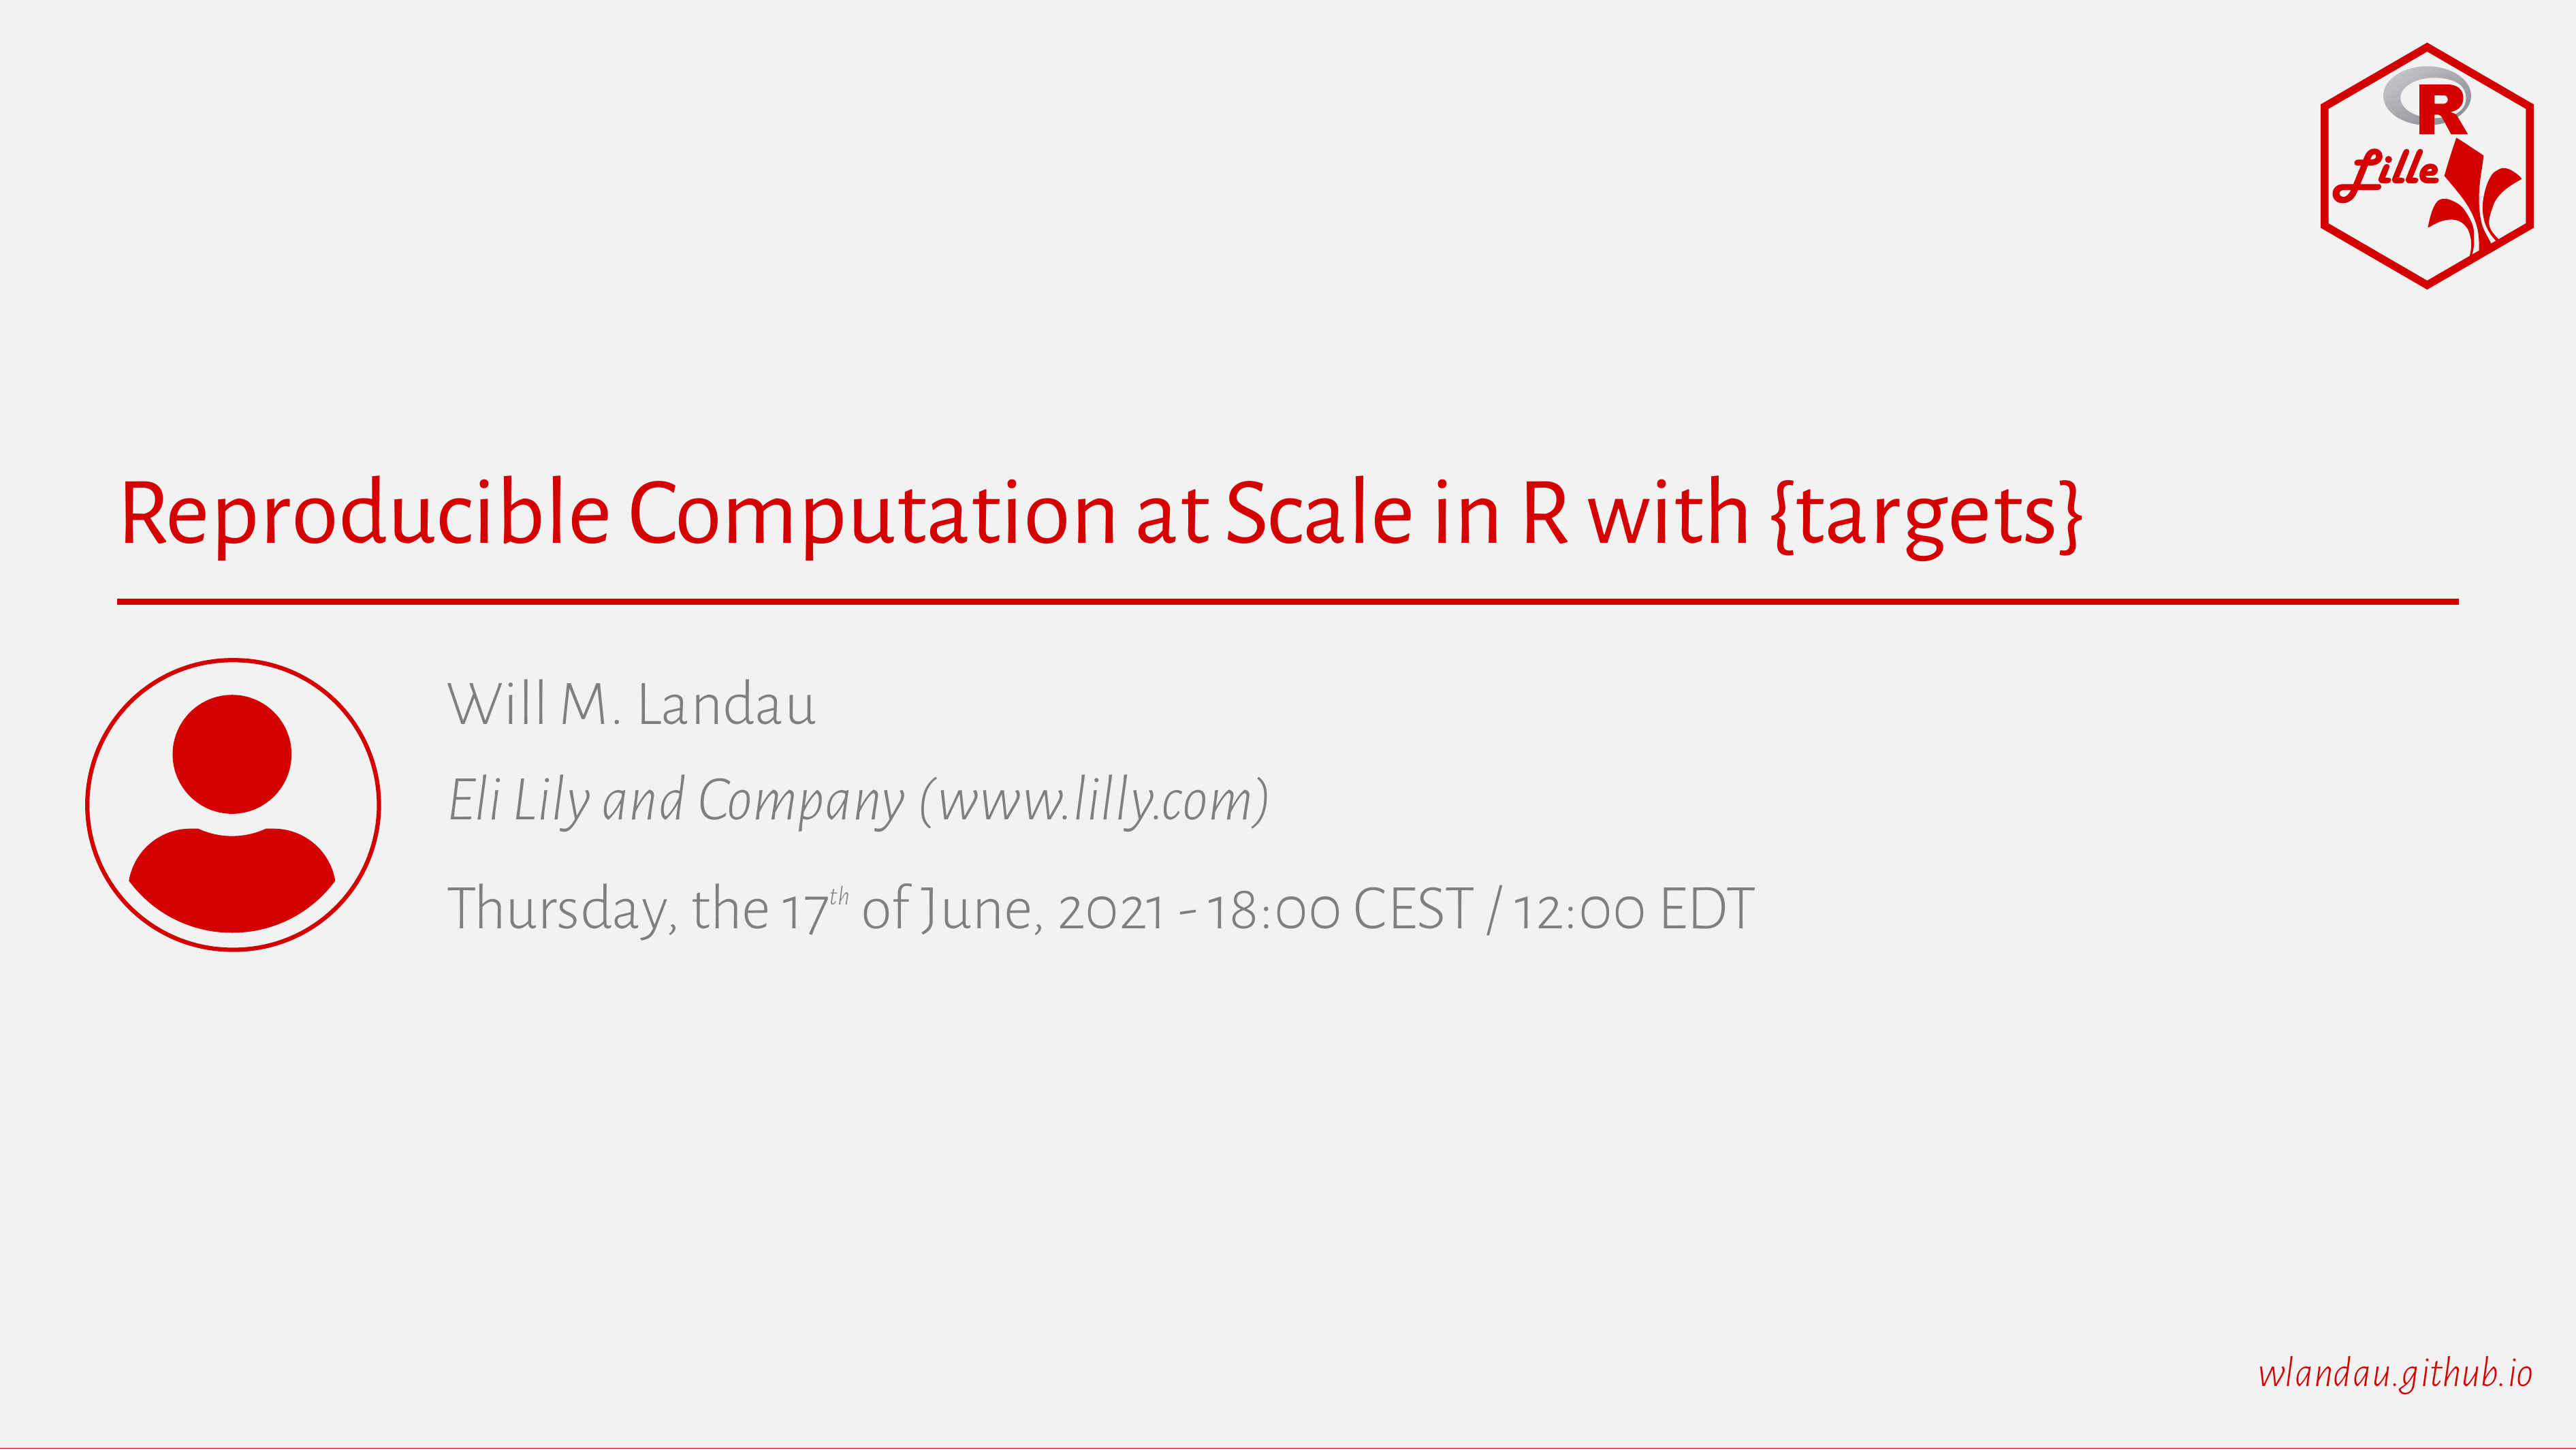 R
Lille
Reproducible Computation at Scale in R with {targets}
Will M. Landau
Eli Lily and Company (www.lilly.com)
Thursday, the 17th of June, 2021 - 18:00 CEST / 12:00 EDT
wlandau.github.io